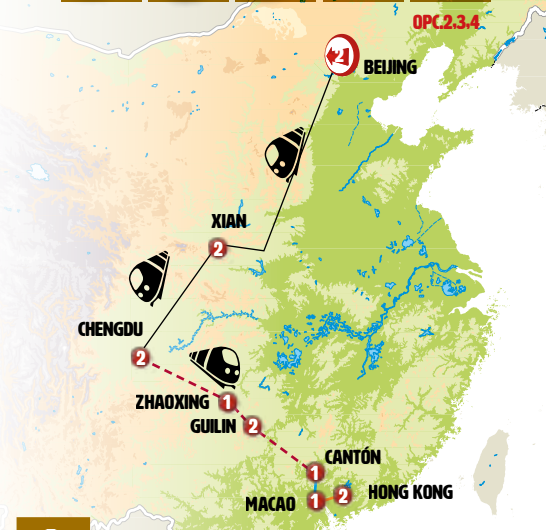 OPC.2.3.4
2
BEIJING
XIAN
2
CHENGDU
2
ZHAOXING 1
GUILIN 2
CANTÓN
1
MACAO 1
2 HONG KONG